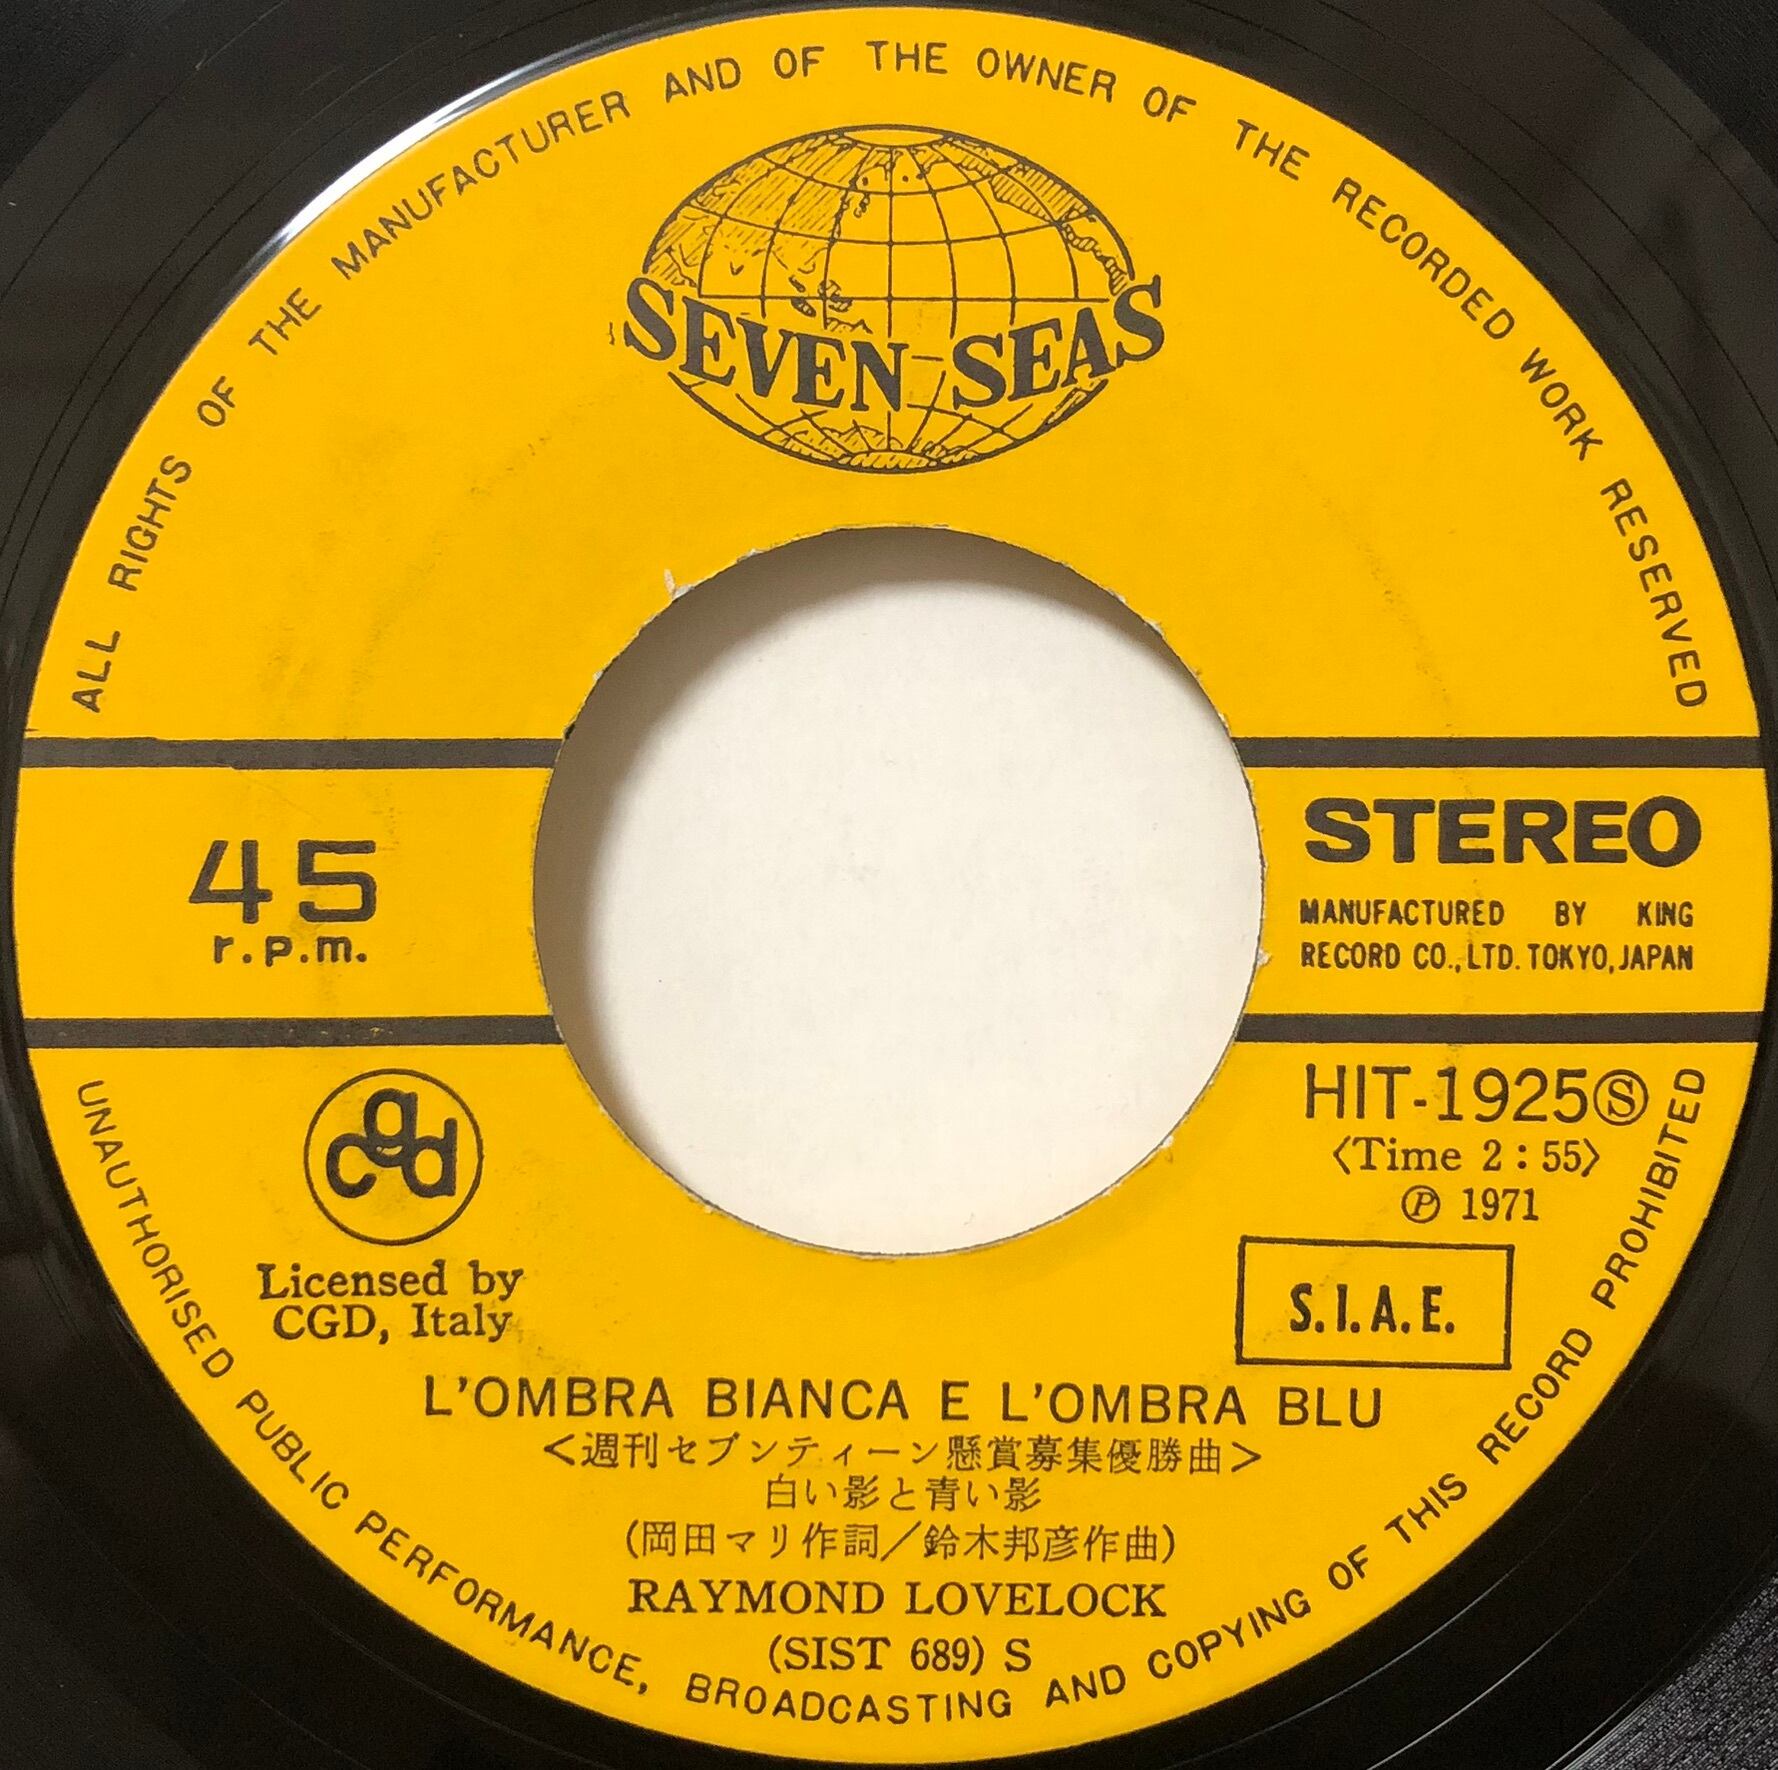 ALL RIGHTS OF THE MANUFACTURER AND OF THE OWNER OF THE RECORDED WORK RESERVED
SEVEN SEAS
45
r.p.m.
STEREO
MANUFACTURED BY KING
RECORD CO., LTD. TOKYO, JAPAN
cgd
Licensed by
CGD, Italy
HIT-1925Ⓢ
〈Time 2:55〉
Ⓟ 1971
S.I.A.E.
L'OMBRA BIANCA E L'OMBRA BLU
＜週刊セブンティーン懸賞募集優勝曲＞
白い影と青い影
(岡田マリ作詞／鈴木邦彦作曲)
RAYMOND LOVELOCK
(SIST 689) S
UNAUTHORISED PUBLIC PERFORMANCE, BROADCASTING AND COPYING OF THIS RECORD PROHIBITED